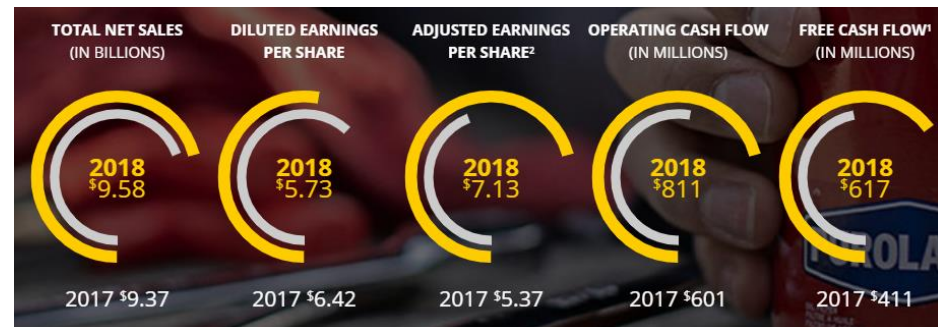 TOTAL NET SALES
(IN BILLIONS)
2018
$9.58
2017 $9.37
DILUTED EARNINGS
PER SHARE
2018
$5.73
2017 $6.42
ADJUSTED EARNINGS
PER SHARE²
2018
$7.13
2017 $5.37
OPERATING CASH FLOW
(IN MILLIONS)
2018
$811
2017 $601
FREE CASH FLOW¹
(IN MILLIONS)
2018
$617
2017 $411